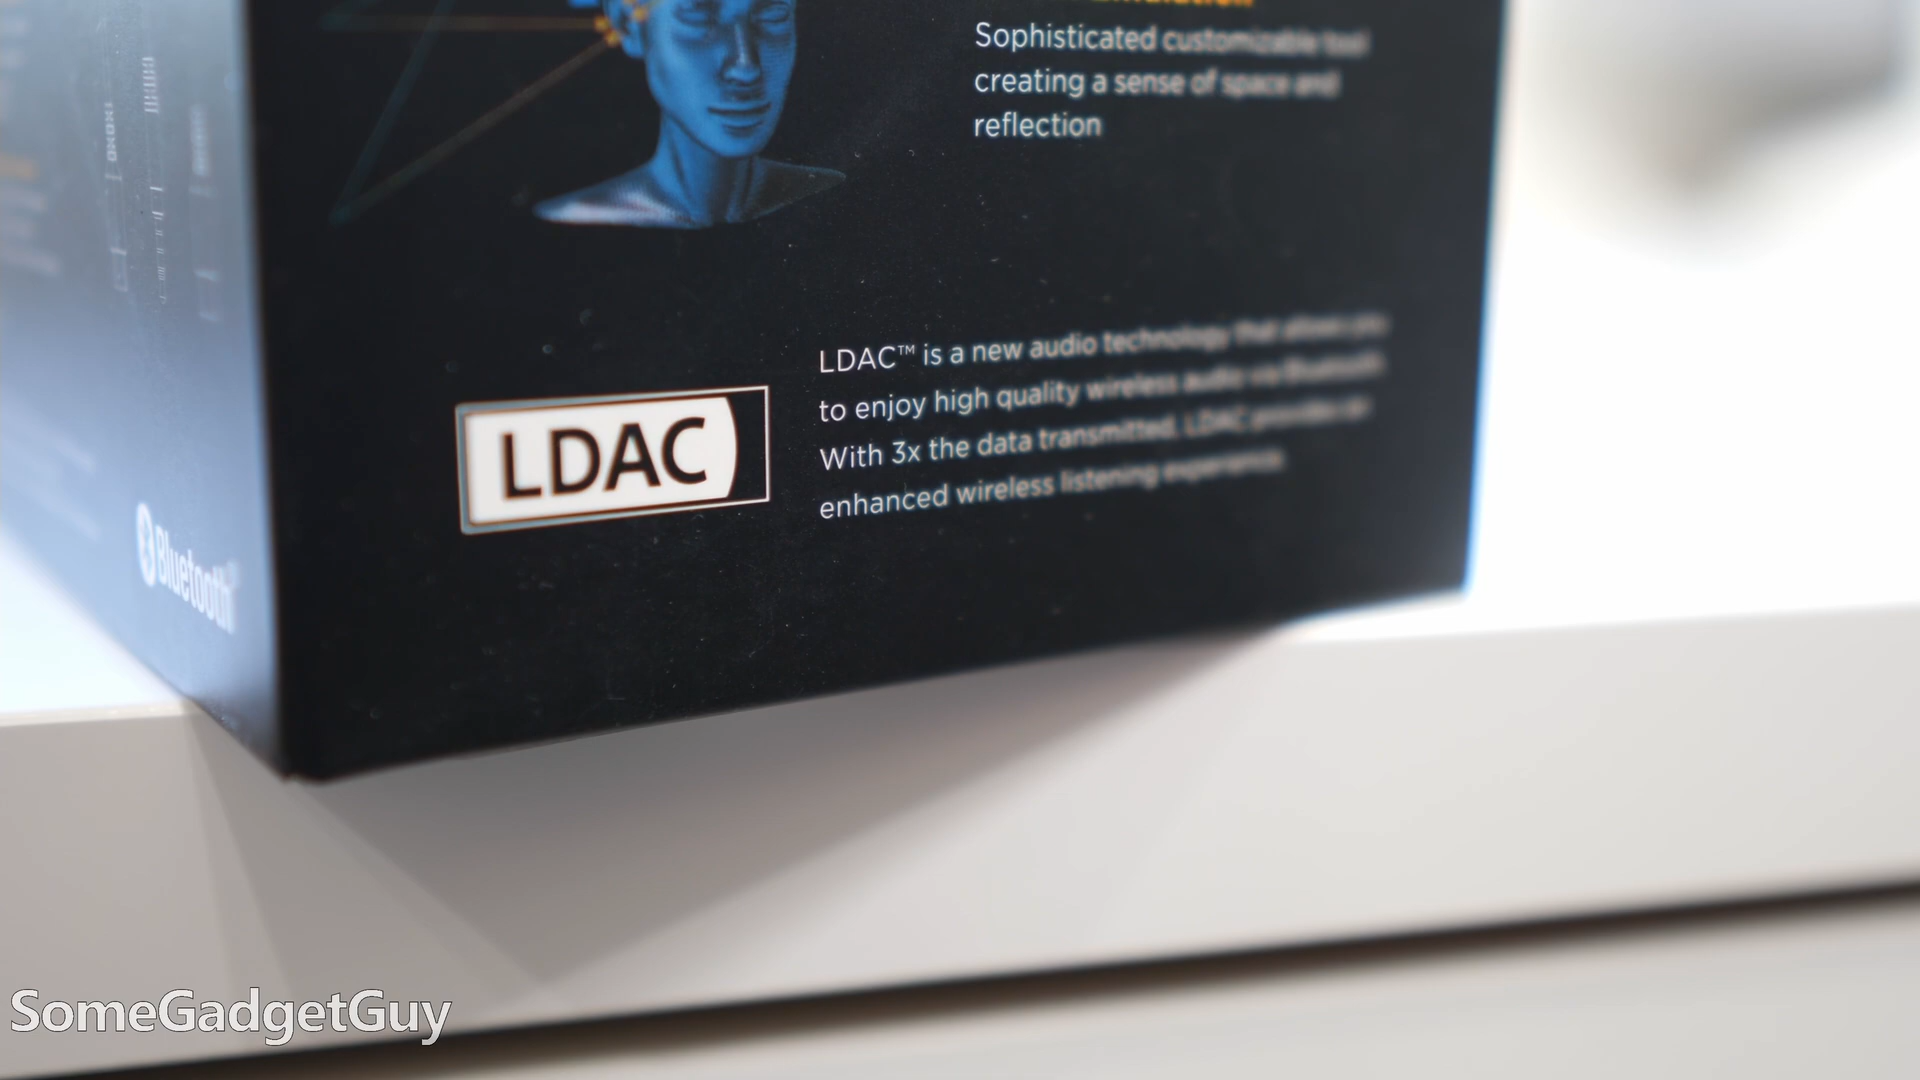 Sophisticated customizable tool
creating a sense of space and
reflection
LDAC™ is a new audio technology that allows you
to enjoy high quality wireless audio via Bluetooth.
With 3x the data transmitted, LDAC provides an
enhanced wireless listening experience.
LDAC
Bluetooth
SomeGadgetGuy